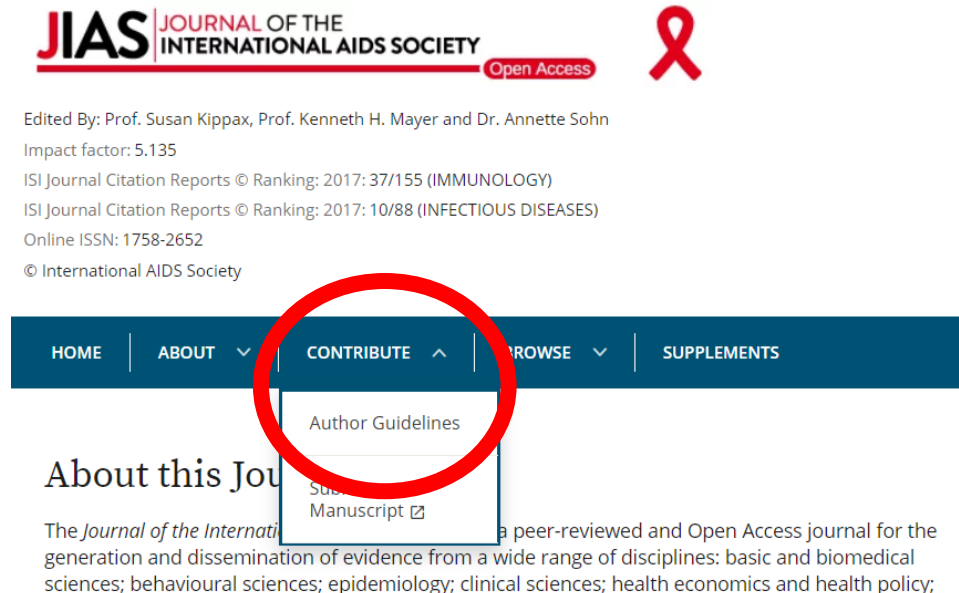 JIAS JOURNAL OF THE
INTERNATIONAL AIDS SOCIETY
Open Access
Edited By: Prof. Susan Kippax, Prof. Kenneth H. Mayer and Dr. Annette Sohn
Impact factor: 5.135
ISI Journal Citation Reports © Ranking: 2017: 37/155 (IMMUNOLOGY)
ISI Journal Citation Reports © Ranking: 2017: 10/88 (INFECTIOUS DISEASES)
Online ISSN: 1758-2652
© International AIDS Society
HOME ABOUT CONTRIBUTE BROWSE SUPPLEMENTS
Author Guidelines
Manuscript
About this
The Journal of the a peer-reviewed and Open Access journal for the
generation and dissemination of evidence from a wide range of disciplines: basic and biomedical
sciences; behavioural sciences; epidemiology; clinical sciences; health economics and health policy;